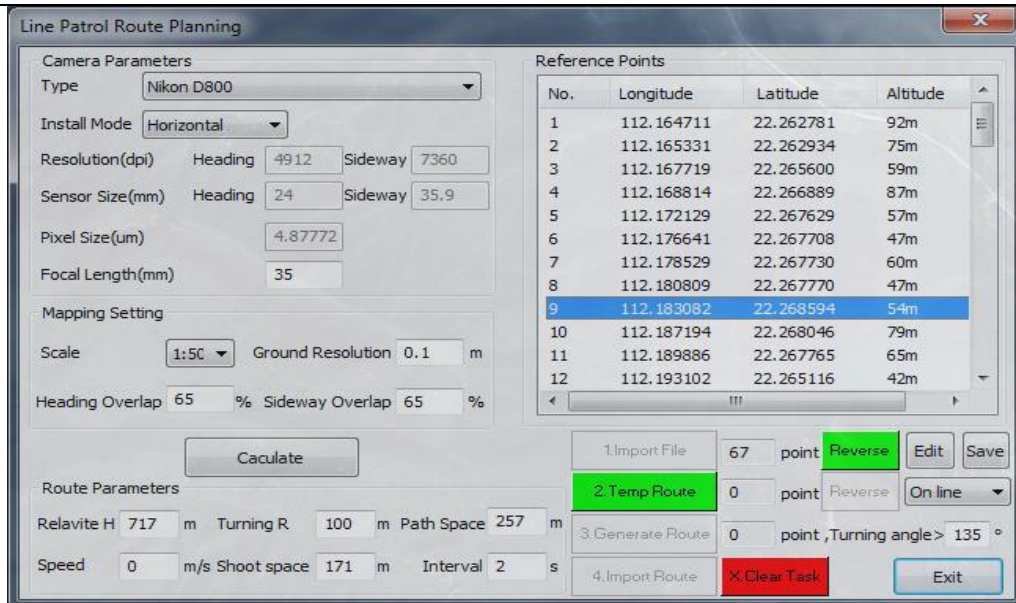 Line Patrol Route Planning
Camera Parameters
Type Nikon D800
Install Mode Horizontal
Resolution(dpi) Heading 4912 Sideway 7360
Sensor Size(mm) Heading 24 Sideway 35.9
Pixel Size(um) 4.87772
Focal Length(mm) 35
Mapping Setting
Scale 1:50 Ground Resolution 0.1 m
Heading Overlap 65 % Sideway Overlap 65 %
Caculate
Route Parameters
Relavite H 717 m Turning R 100 m Path Space 257 m
Speed 0 m/s Shoot space 171 m Interval 2 s
Reference Points
No. Longitude Latitude Altitude
1 112.164711 22.262781 92m
2 112.165331 22.262934 75m
3 112.167719 22.265600 59m
4 112.168814 22.266889 87m
5 112.172129 22.267629 57m
6 112.176641 22.267708 47m
7 112.178529 22.267730 60m
8 112.180809 22.267770 47m
9 112.183082 22.268594 54m
10 112.187194 22.268046 79m
11 112.189886 22.267765 65m
12 112.193102 22.265116 42m
1.Import File 67 point Reverse Edit Save
2.Temp Route 0 point Reverse On line
3.Generate Route 0 point ,Turning angle> 135 °
4.Import Route X.Clear Task Exit